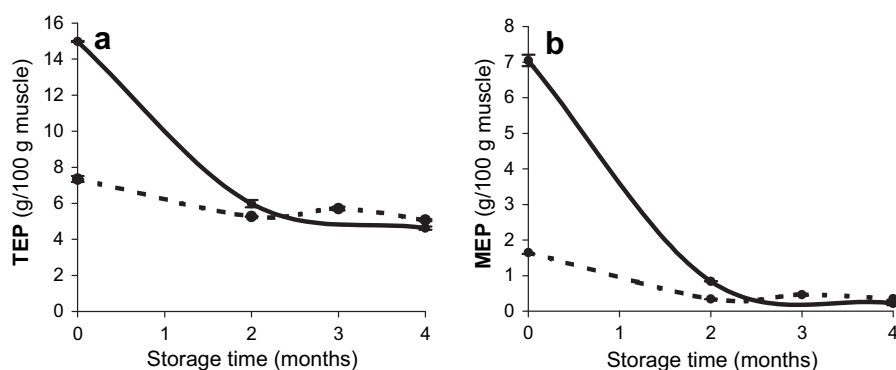 a
16
14
12
10
8
6
4
2
0
TEP (g/100 g muscle)
0 1 2 3 4
Storage time (months)
b
8
7
6
5
4
3
2
1
0
MEP (g/100 g muscle)
0 1 2 3 4
Storage time (months)